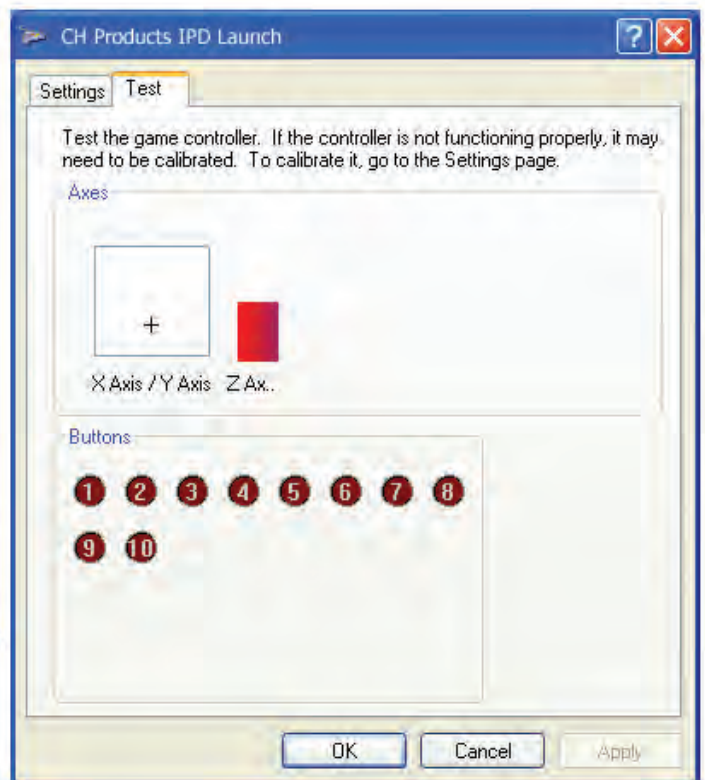 CH Products IPD Launch
Settings Test
Test the game controller. If the controller is not functioning properly, it may
need to be calibrated. To calibrate it, go to the Settings page.
Axes
X Axis / Y Axis Z Ax..
Buttons
1 2 3 4 5 6 7 8
9 10
OK Cancel Apply